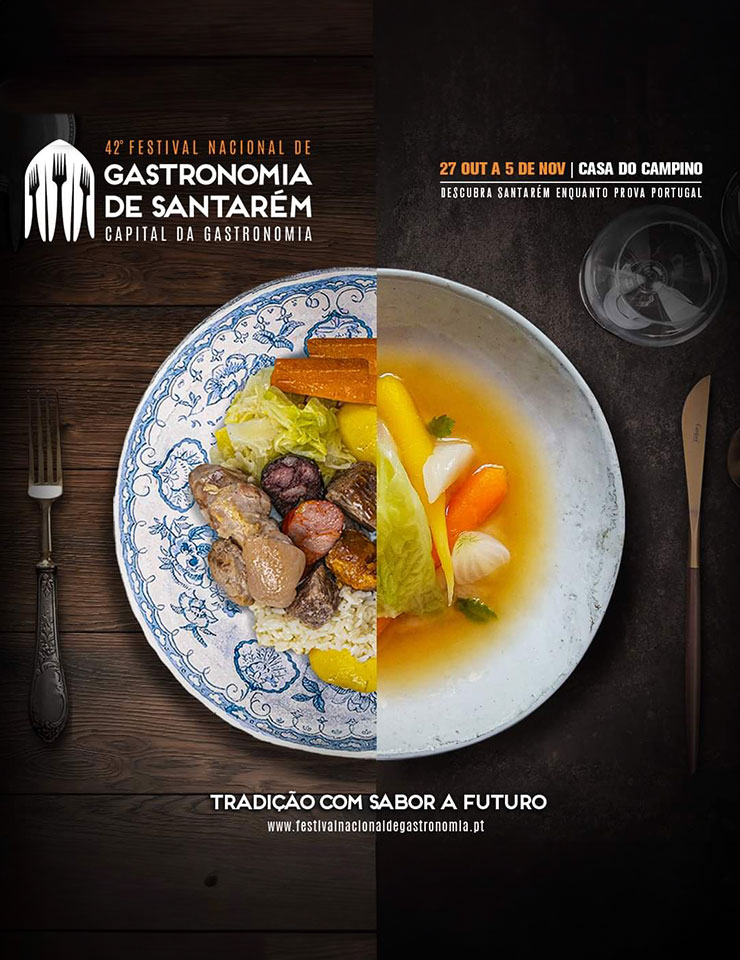 42º FESTIVAL NACIONAL DE
GASTRONOMIA
DE SANTARÉM
CAPITAL DA GASTRONOMIA
27 OUT A 5 DE NOV | CASA DO CAMPINO
DESCUBRA SANTARÉM ENQUANTO PROVA PORTUGAL
TRADIÇÃO COM SABOR A FUTURO
www.festivalnacionaldegastronomia.pt